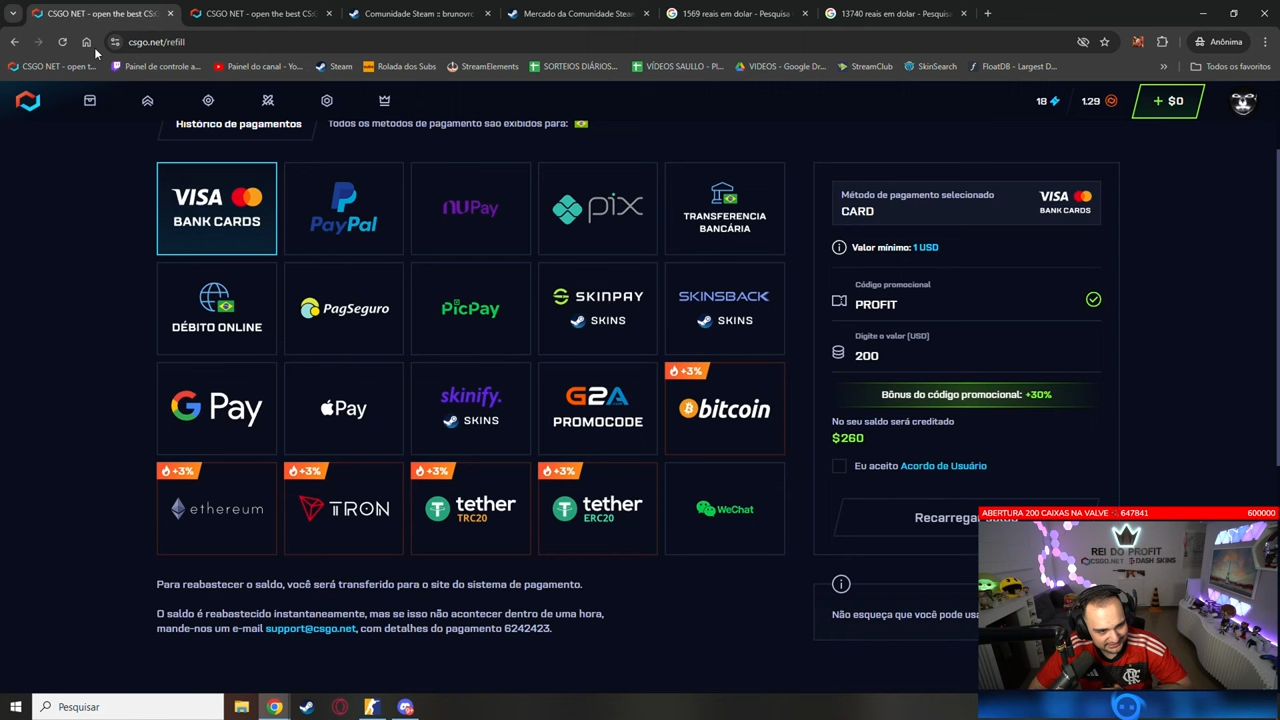 CSGO NET - open the best CS:G
CSGO NET - open the best CS:G
Comunidade Steam :: brunovro
Mercado da Comunidade Steam
1569 reais em dolar - Pesquisa
13740 reais em dolar - Pesquisa
csgo.net/refill
Anônima
CSGO NET - open t...
Painel de controle a...
Painel do canal - Yo...
Steam
Rolada dos Subs
StreamElements
SORTEIOS DIÁRIOS...
VÍDEOS SAULLO - PI...
VIDEOS - Google Dr...
StreamClub
SkinSearch
FloatDB - Largest D...
Todos os favoritos
18
1.29
+ $0
Histórico de pagamentos
Todos os métodos de pagamento são exibidos para:
VISA
BANK CARDS
PayPal
nuPay
pix
TRANSFERENCIA
BANCÁRIA
DÉBITO ONLINE
PagSeguro
PicPay
SKINPAY
SKINS
SKINSBACK
SKINS
G Pay
Pay
skinify.
SKINS
G2A
PROMOCODE
+3%
bitcoin
+3%
ethereum
+3%
TRON
+3%
tether
TRC20
+3%
tether
ERC20
WeChat
Método de pagamento selecionado
CARD
VISA
BANK CARDS
Valor mínimo: 1 USD
Código promocional
PROFIT
Digite o valor [USD]
200
Bônus do código promocional: +30%
No seu saldo será creditado
$260
Eu aceito Acordo de Usuário
Recarregar saldo
Não esqueça que você pode usa
Para reabastecer o saldo, você será transferido para o site do sistema de pagamento.
O saldo é reabastecido instantaneamente, mas se isso não acontecer dentro de uma hora,
mande-nos um e-mail support@csgo.net, com detalhes do pagamento 6242423.
ABERTURA 200 CAIXAS NA VALVE
647841
600000
REI DO PROFIT
CSGO.NET
DASH SKINS
Pesquisar